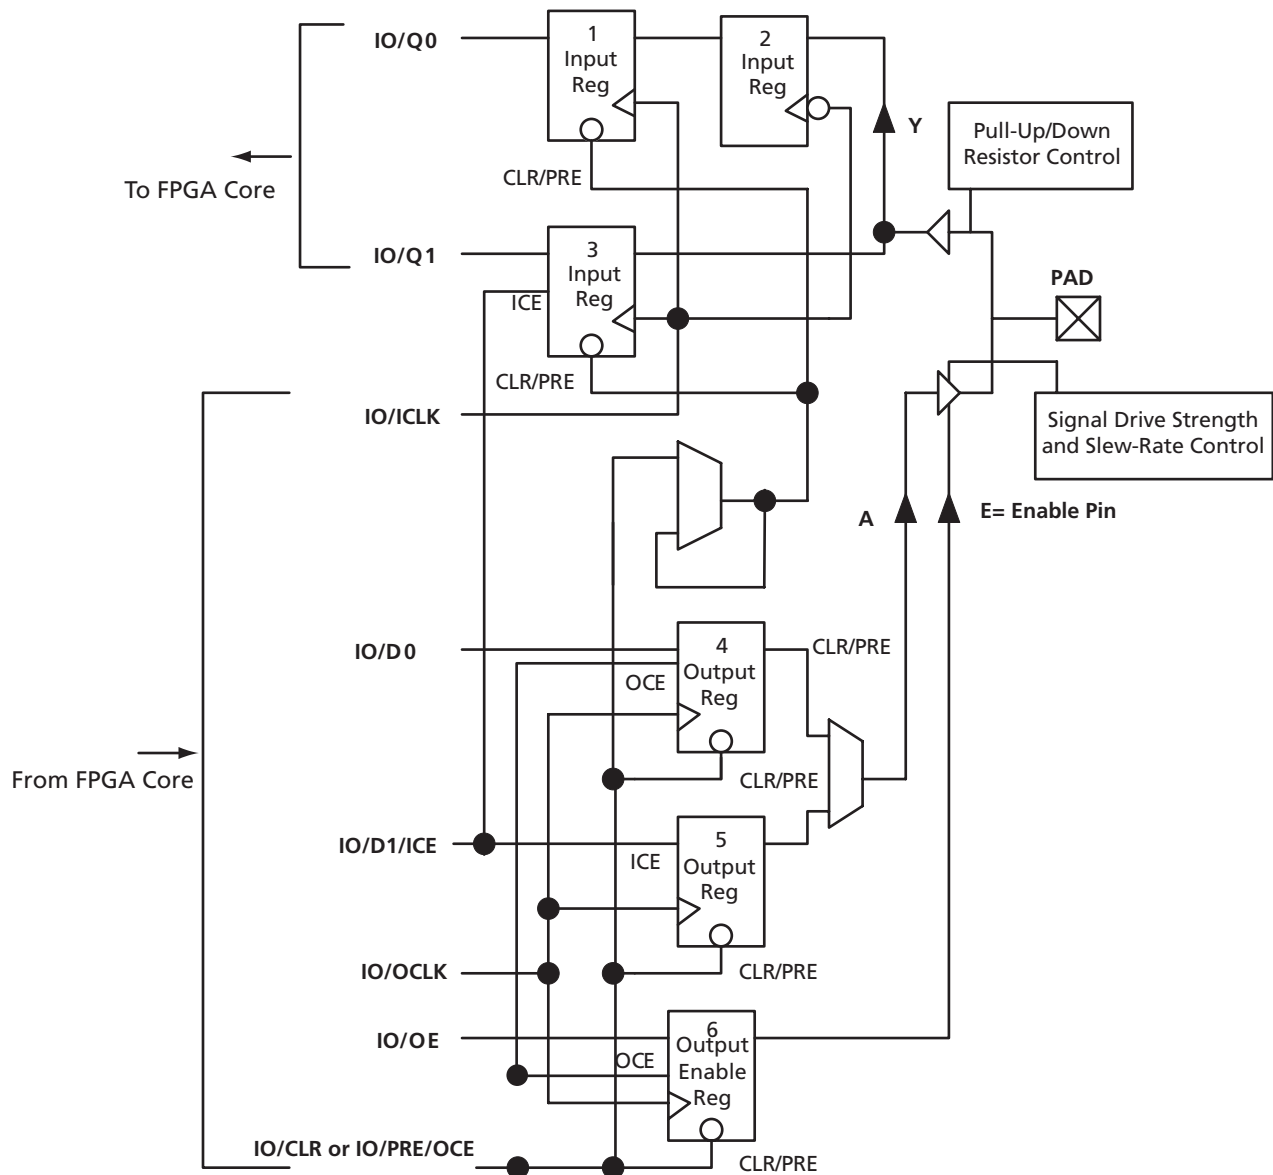 IO/Q0
1
Input
Reg
2
Input
Reg
Y
Pull-Up/Down
Resistor Control
To FPGA Core
CLR/PRE
IO/Q1
3
Input
Reg
ICE
PAD
CLR/PRE
IO/ICLK
Signal Drive Strength
and Slew-Rate Control
A
E= Enable Pin
IO/D0
4
Output
Reg
OCE
CLR/PRE
From FPGA Core
CLR/PRE
IO/D1/ICE
5
Output
Reg
ICE
IO/OCLK
CLR/PRE
IO/OE
6
Output
Enable
Reg
OCE
IO/CLR or IO/PRE/OCE
CLR/PRE